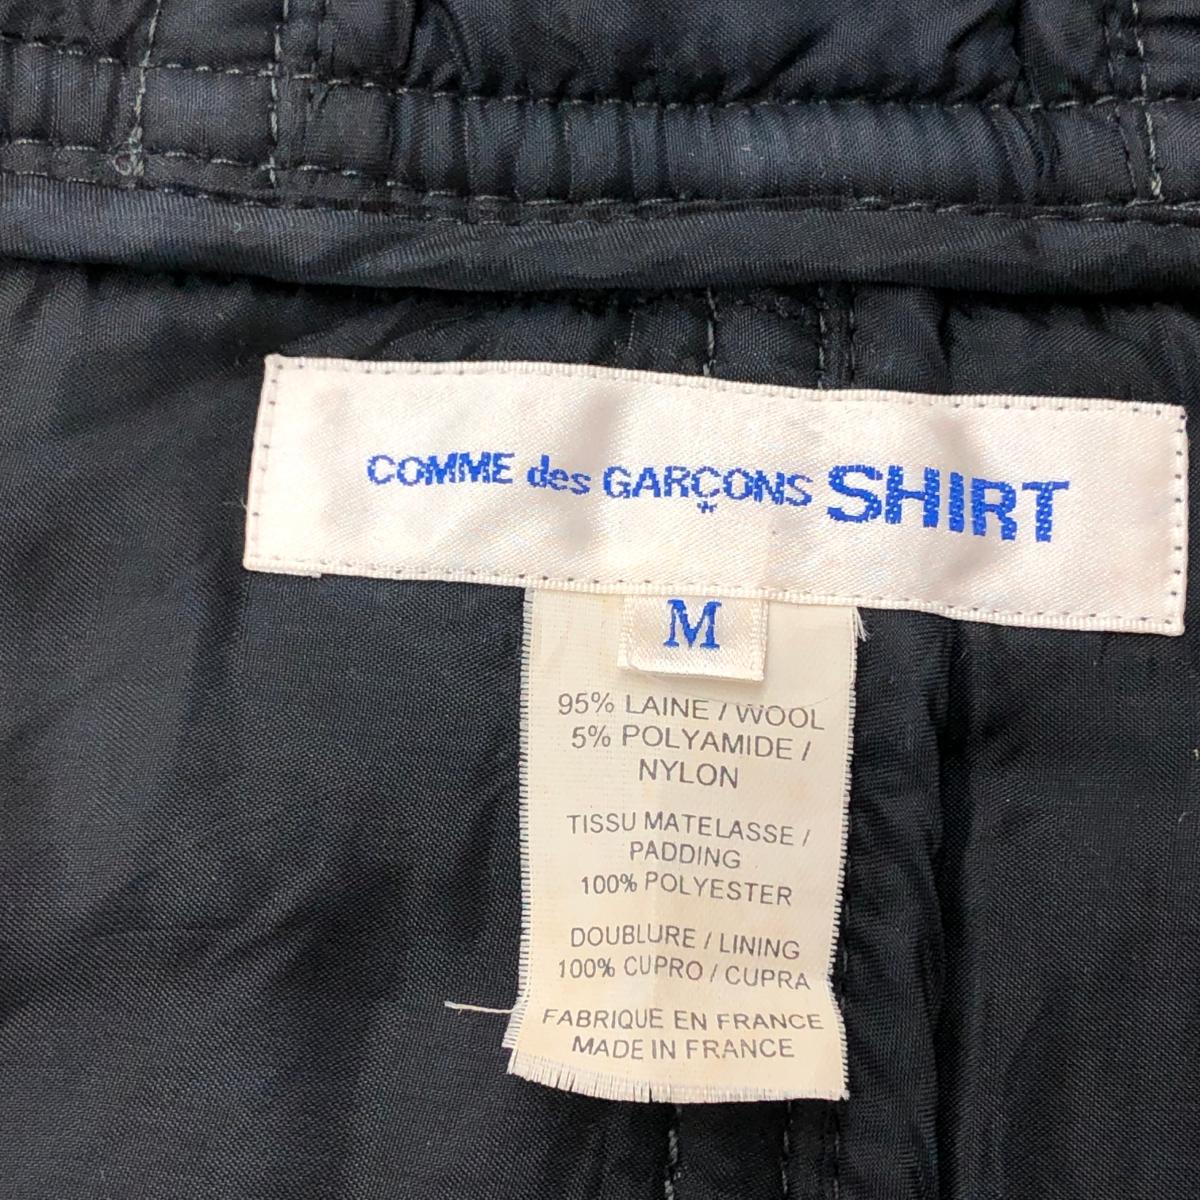 COMME des GARÇONS SHIRT
M
95% LAINE / WOOL
5% POLYAMIDE /
NYLON
TISSU MATELASSE /
PADDING
100% POLYESTER
DOUBLURE / LINING
100% CUPRO / CUPRA
FABRIQUE EN FRANCE
MADE IN FRANCE